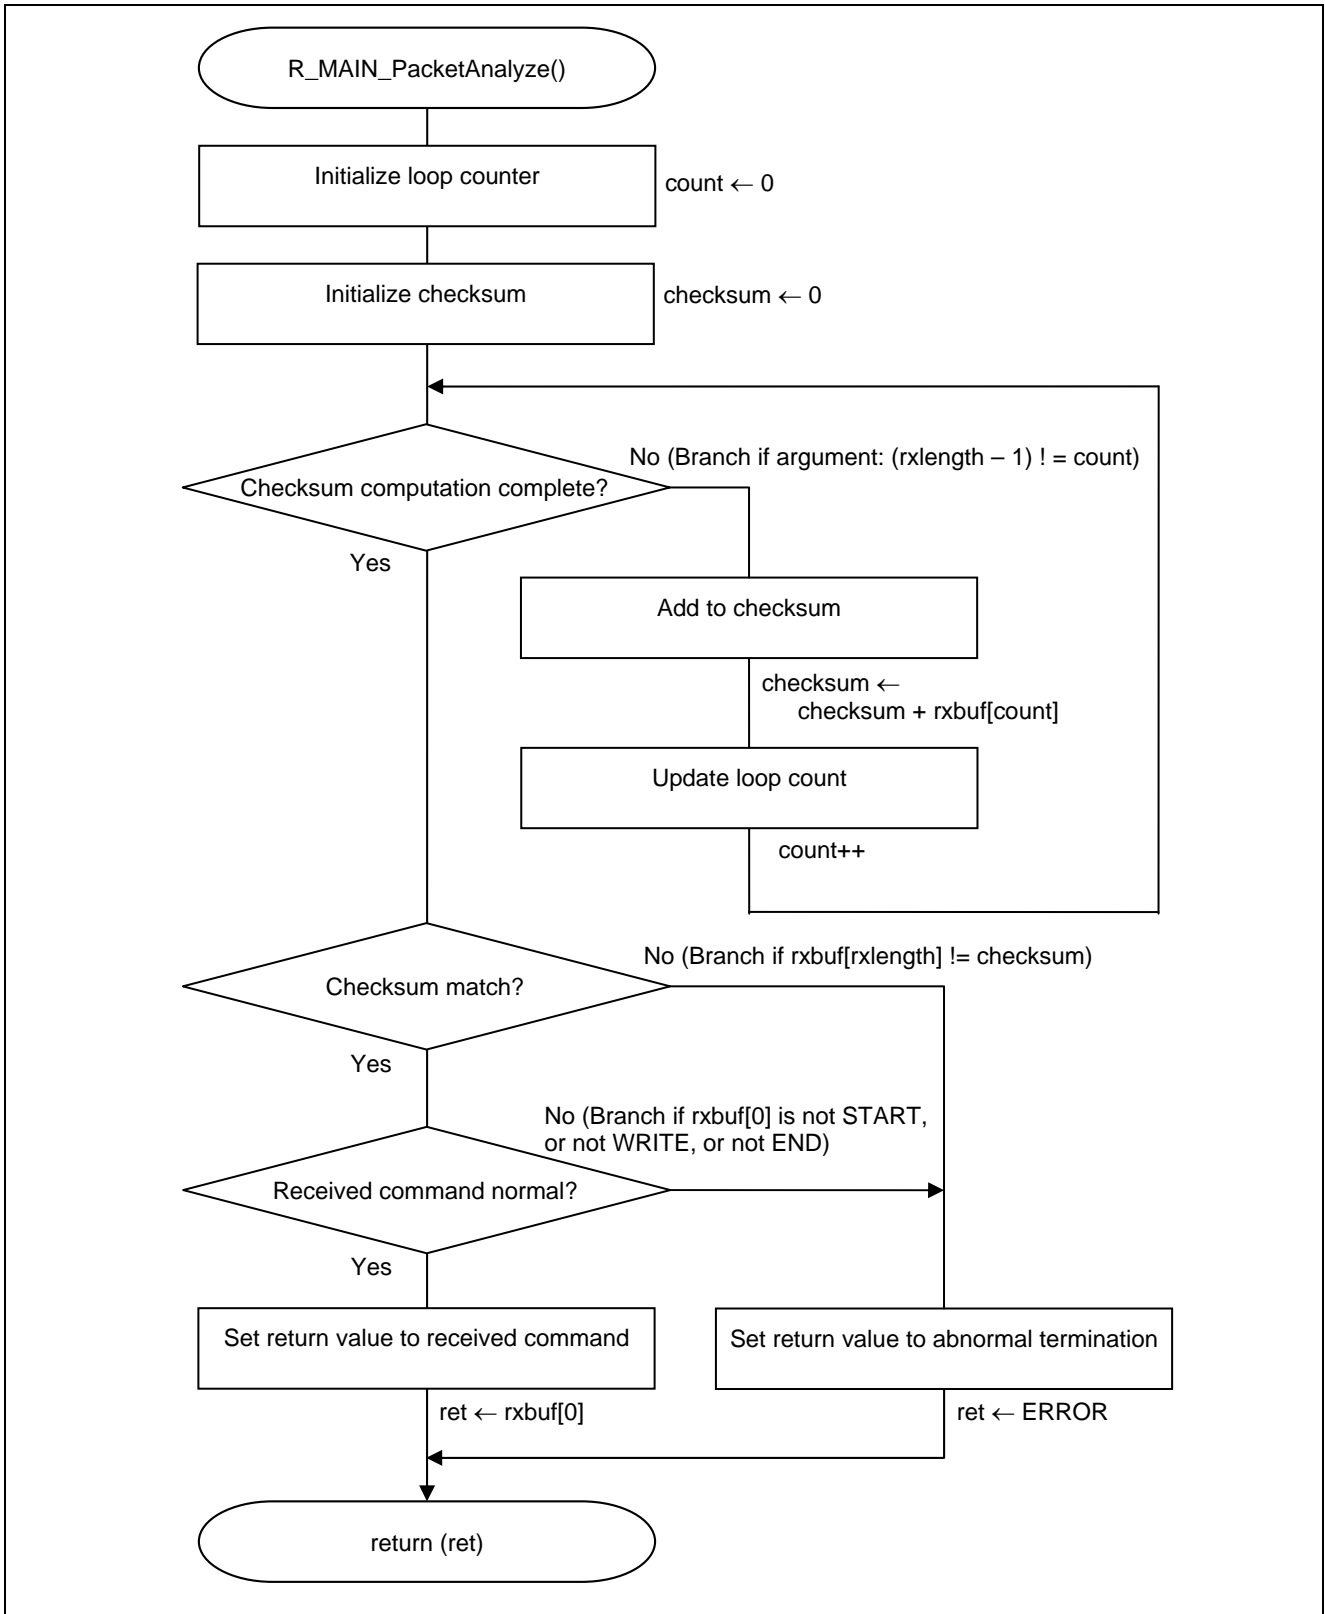 R_MAIN_PacketAnalyze()
Initialize loop counter
count ← 0
Initialize checksum
checksum ← 0
No (Branch if argument: (rxlength – 1) ! = count)
Checksum computation complete?
Yes
Add to checksum
checksum ←
checksum + rxbuf[count]
Update loop count
count++
No (Branch if rxbuf[rxlength] != checksum)
Checksum match?
Yes
No (Branch if rxbuf[0] is not START,
or not WRITE, or not END)
Received command normal?
Yes
Set return value to received command
Set return value to abnormal termination
ret ← rxbuf[0]
ret ← ERROR
return (ret)